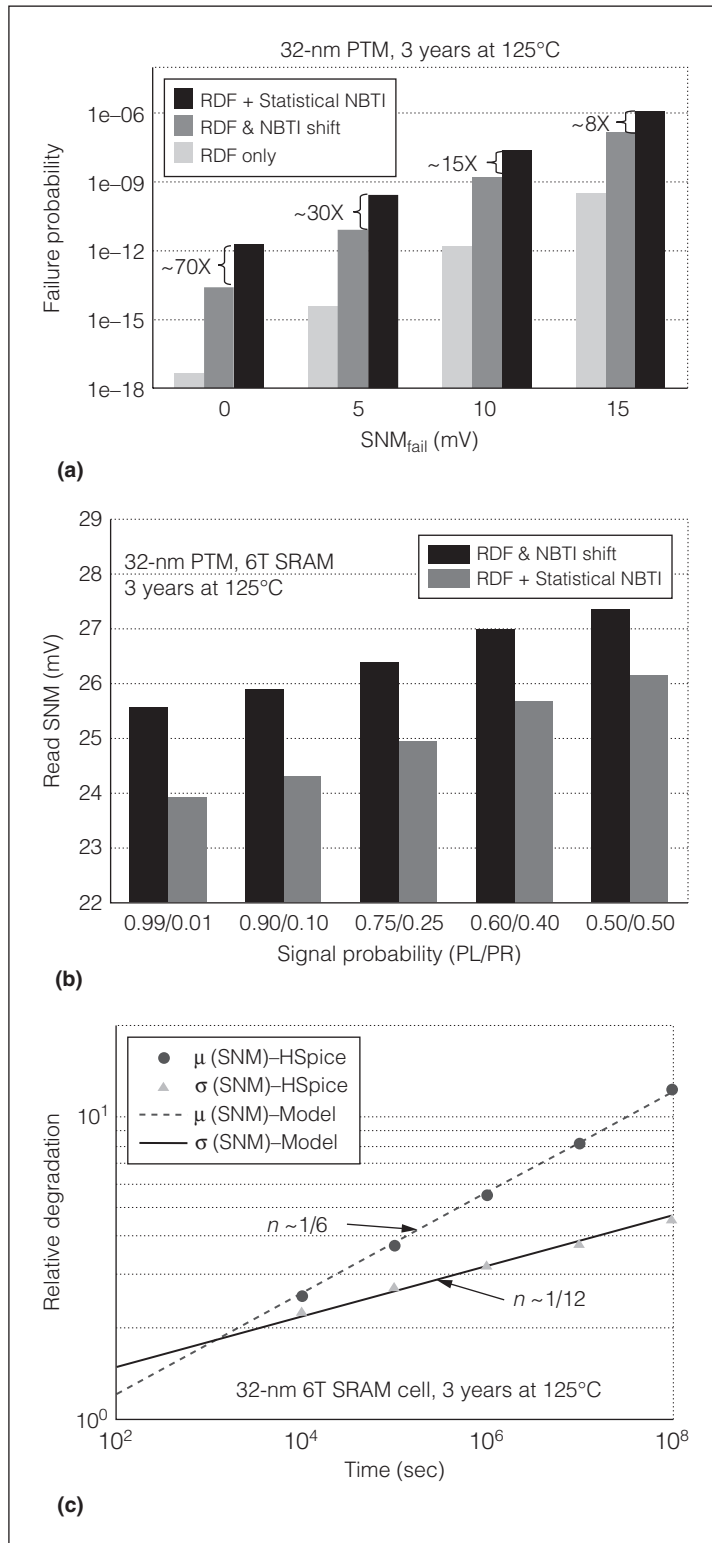 32-nm PTM, 3 years at 125°C
RDF + Statistical NBTI
RDF & NBTI shift
RDF only
1e–06
1e–09
1e–12
1e–15
1e–18
Failure probability
~70X
~30X
~15X
~8X
0 5 10 15
SNMfail (mV)
(a)
29
28
27
26
25
24
23
22
Read SNM (mV)
32-nm PTM, 6T SRAM
3 years at 125°C
RDF & NBTI shift
RDF + Statistical NBTI
0.99/0.01 0.90/0.10 0.75/0.25 0.60/0.40 0.50/0.50
Signal probability (PL/PR)
(b)
μ (SNM)–HSpice
σ (SNM)–HSpice
μ (SNM)–Model
σ (SNM)–Model
10¹
10⁰
Relative degradation
n ~1/6
n ~1/12
32-nm 6T SRAM cell, 3 years at 125°C
10² 10⁴ 10⁶ 10⁸
Time (sec)
(c)